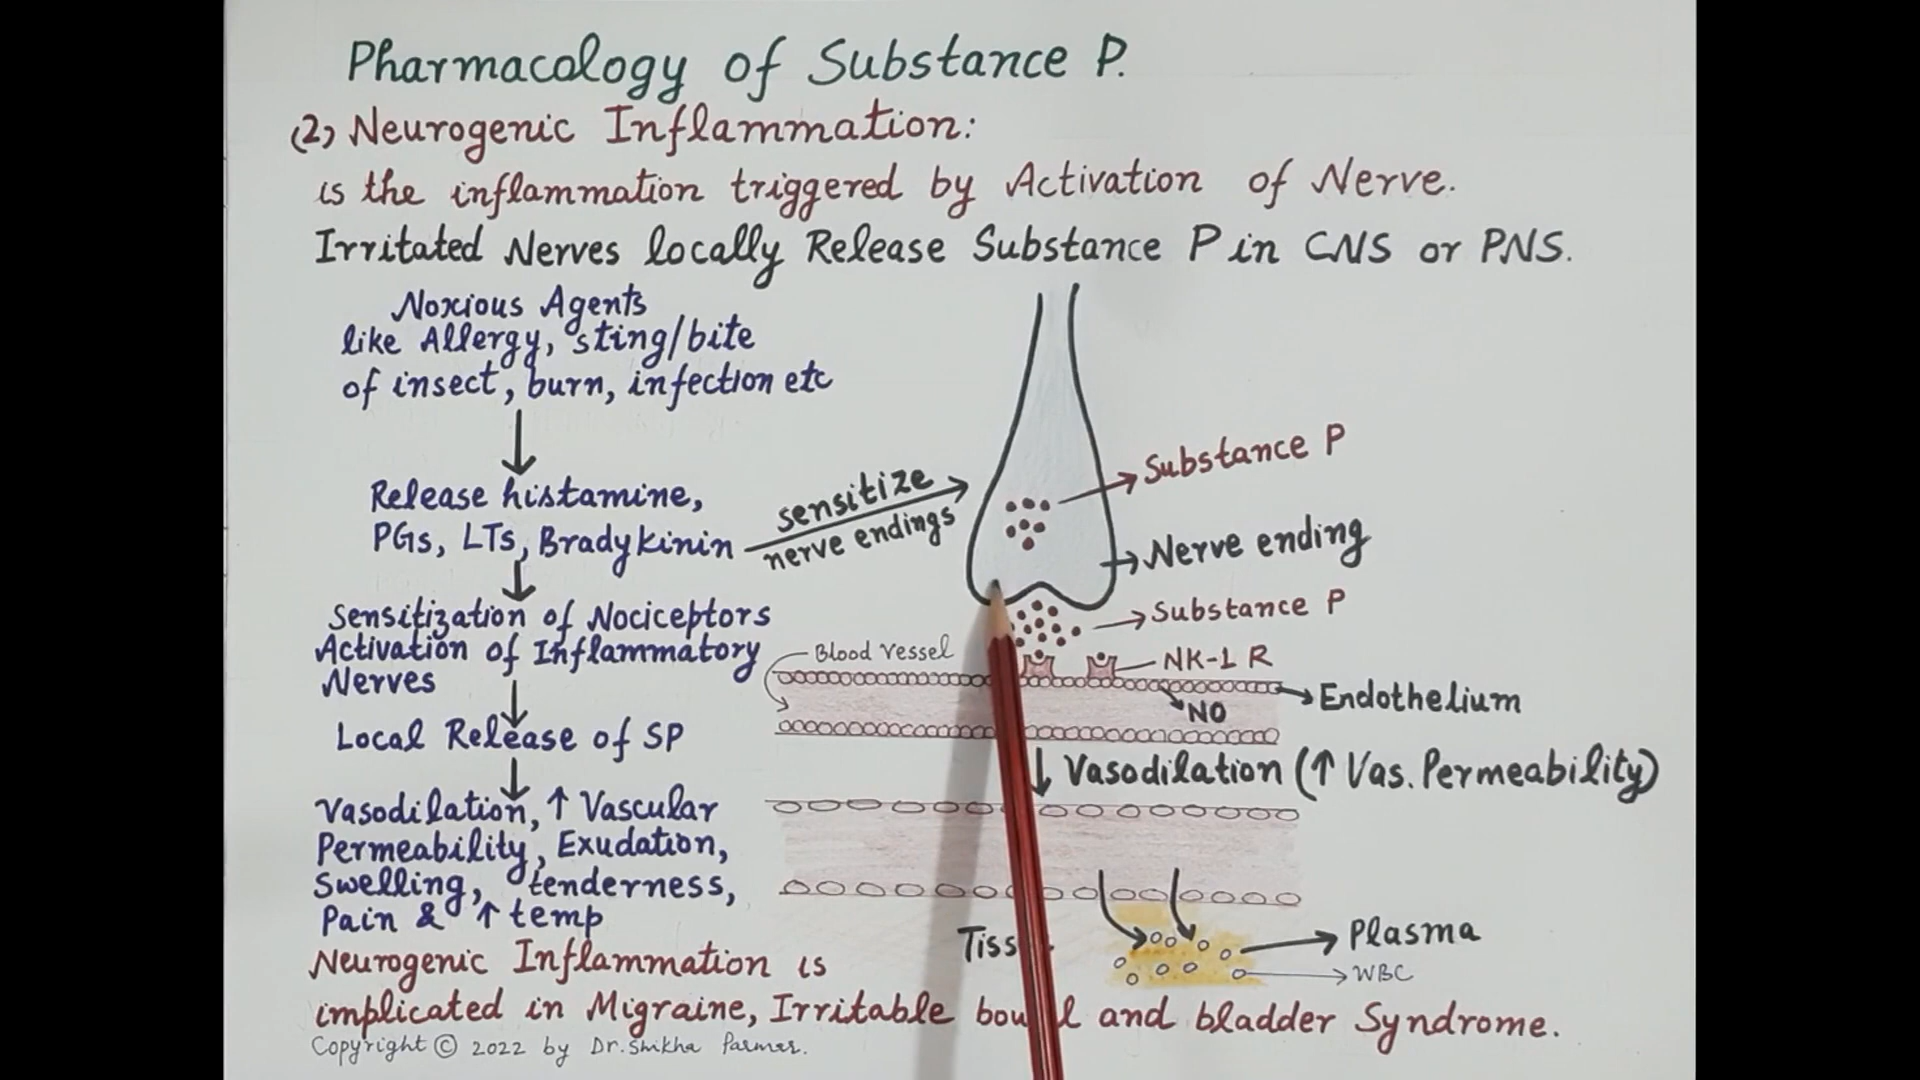 Pharmacology of Substance P.
(2) Neurogenic Inflammation:
is the inflammation triggered by Activation of Nerve.
Irritated Nerves locally Release Substance P in CNS or PNS.
Noxious Agents
like Allergy, sting/bite
of insect, burn, infection etc
Release histamine,
PGs, LTs, Bradykinin
sensitize
nerve endings
Sensitization of Nociceptors
Activation of Inflammatory
Nerves
Local Release of SP
Vasodilation, ↑ Vascular
Permeability, Exudation,
Swelling, tenderness,
Pain & ↑ temp
Substance P
Nerve ending
Substance P
Blood vessel
NK-1 R
Endothelium
NO
Vasodilation (↑ Vas. Permeability)
Tiss
Plasma
WBC
Neurogenic Inflammation is
implicated in Migraine, Irritable bowel and bladder Syndrome.
Copyright © 2022 by Dr. Shikha Parmar.